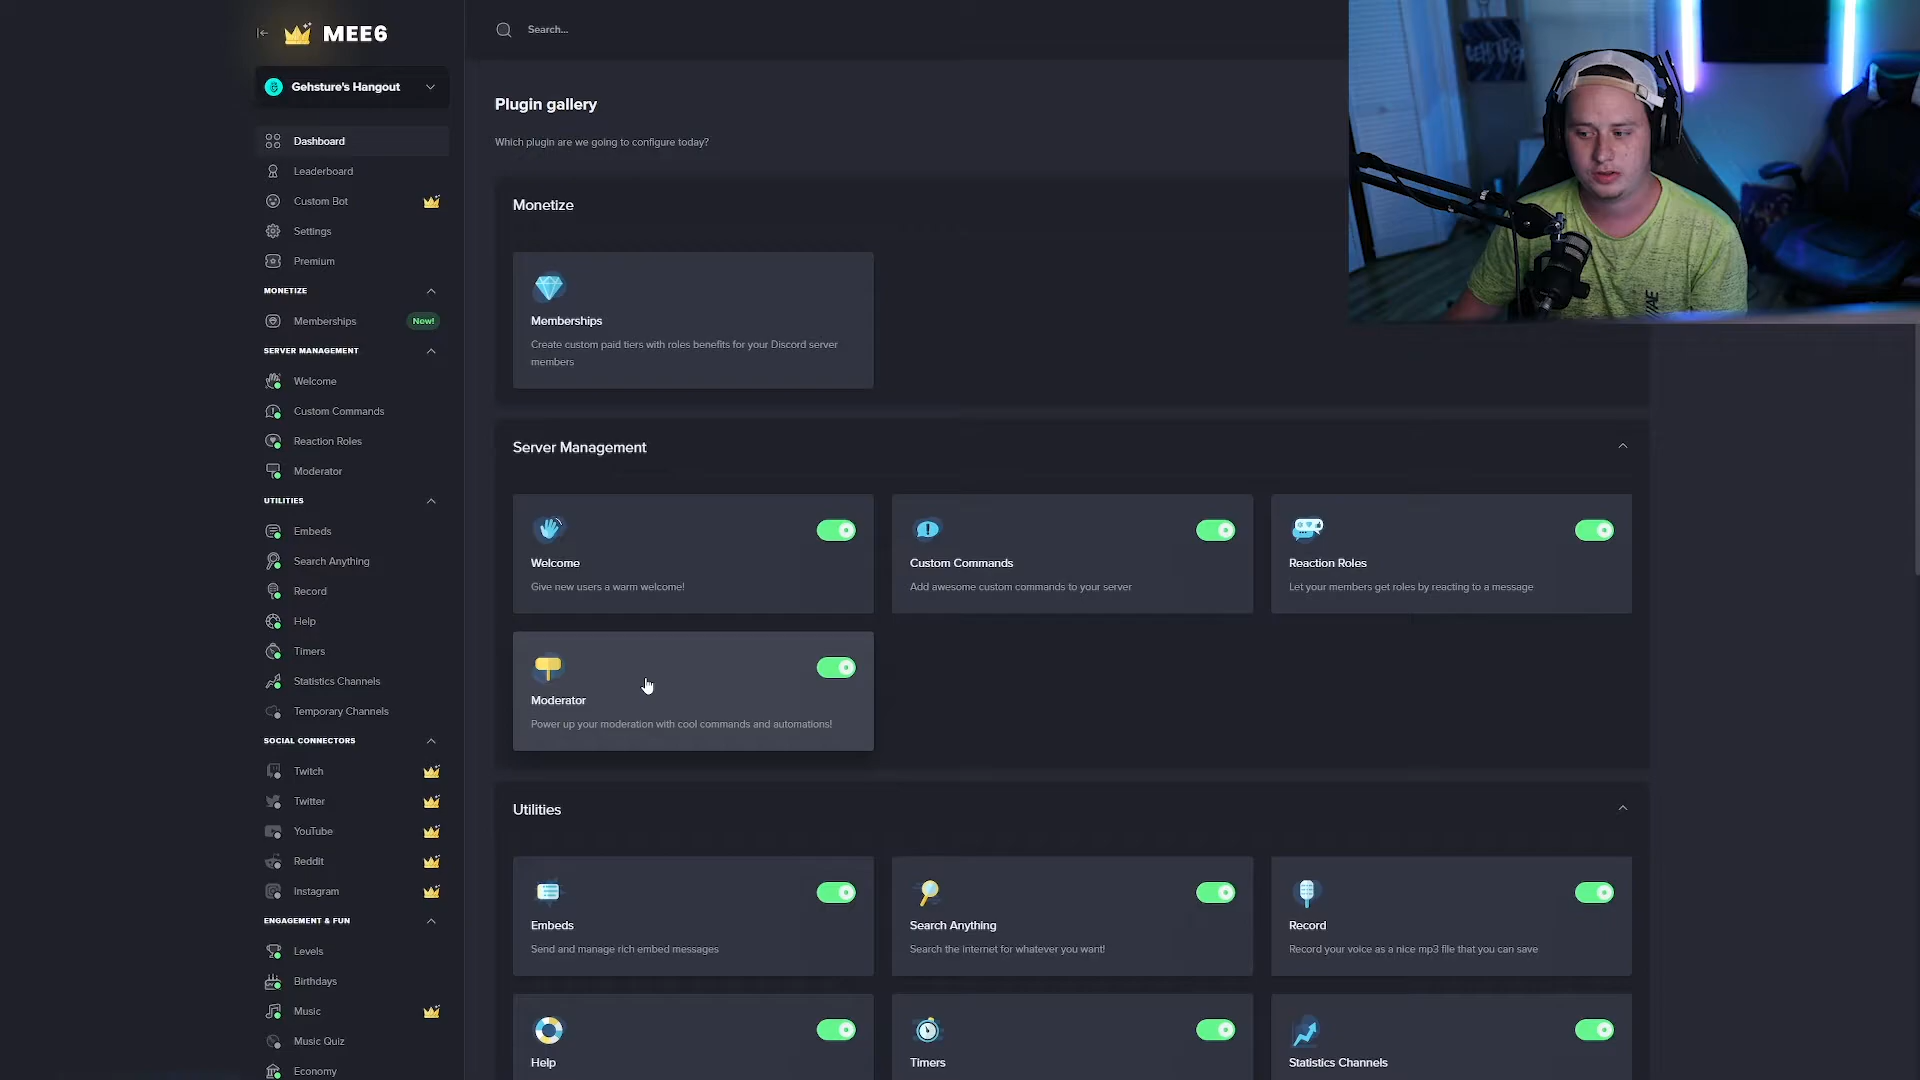 MEE6
Gehsture's Hangout
Dashboard
Leaderboard
Custom Bot
Settings
Premium
MONETIZE
Memberships
New!
SERVER MANAGEMENT
Welcome
Custom Commands
Reaction Roles
Moderator
UTILITIES
Embeds
Search Anything
Record
Help
Timers
Statistics Channels
Temporary Channels
SOCIAL CONNECTORS
Twitch
Twitter
YouTube
Reddit
Instagram
ENGAGEMENT & FUN
Levels
Birthdays
Music
Music Quiz
Economy
Search...
Plugin gallery
Which plugin are we going to configure today?
Monetize
Memberships
Create custom paid tiers with roles benefits for your Discord server
members
Server Management
Welcome
Give new users a warm welcome!
Custom Commands
Add awesome custom commands to your server
Reaction Roles
Let your members get roles by reacting to a message
Moderator
Power up your moderation with cool commands and automations!
Utilities
Embeds
Send and manage rich embed messages
Search Anything
Search the internet for whatever you want!
Record
Record your voice as a nice mp3 file that you can save
Help
Timers
Statistics Channels